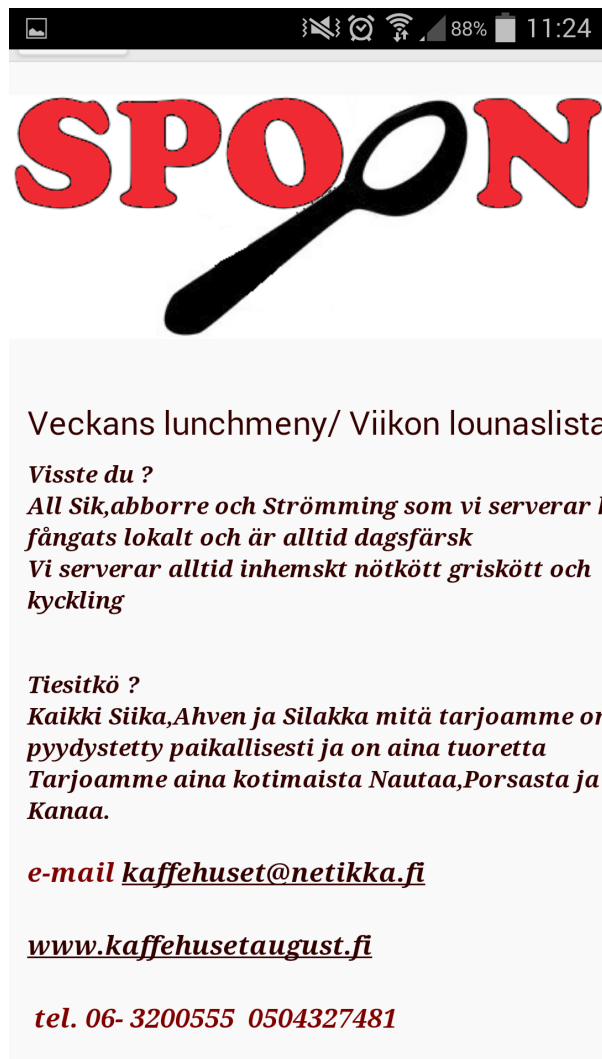 88% 11:24
SPOON
Veckans lunchmeny/ Viikon lounaslista
Visste du ?
All Sik,abborre och Strömming som vi serverar
fångats lokalt och är alltid dagsfärsk
Vi serverar alltid inhemskt nötkött griskött och
kyckling
Tiesitkö ?
Kaikki Siika,Ahven ja Silakka mitä tarjoamme on
pyydystetty paikallisesti ja on aina tuoretta
Tarjoamme aina kotimaista Nautaa,Porsasta ja
Kanaa.
e-mail kaffehuset@netikka.fi
www.kaffehusetaugust.fi
tel. 06- 3200555 0504327481